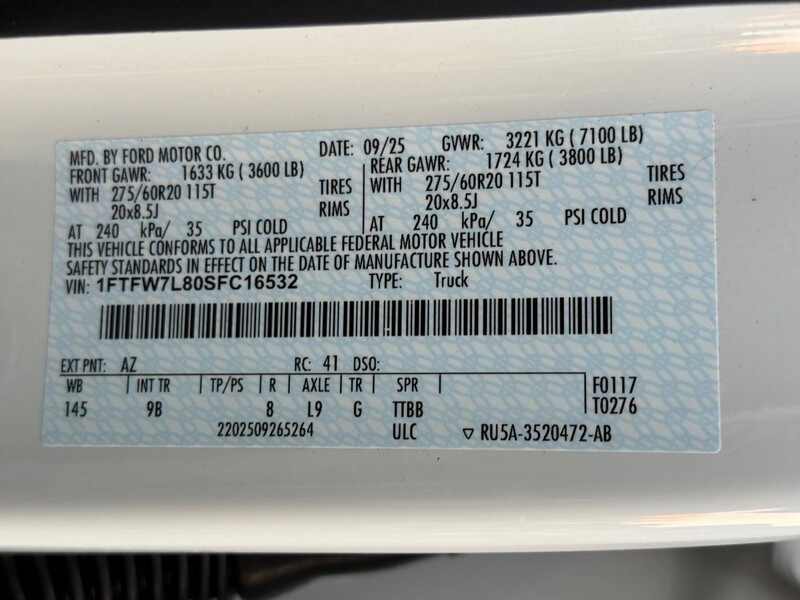 MFD. BY FORD MOTOR CO. DATE: 09/25 GVWR: 3221 KG ( 7100 LB)
FRONT GAWR: 1633 KG ( 3600 LB) REAR GAWR: 1724 KG ( 3800 LB)
WITH 275/60R20 115T TIRES WITH 275/60R20 115T TIRES
20x8.5J RIMS 20x8.5J RIMS
AT 240 kPa/ 35 PSI COLD AT 240 kPa/ 35 PSI COLD
THIS VEHICLE CONFORMS TO ALL APPLICABLE FEDERAL MOTOR VEHICLE
SAFETY STANDARDS IN EFFECT ON THE DATE OF MANUFACTURE SHOWN ABOVE.
VIN: 1FTFW7L80SFC16532 TYPE: Truck
EXT PNT: AZ RC: 41 DSO:
WB INT TR TP/PS R AXLE TR SPR F0117
145 9B 8 L9 G TTBB T0276
2202509265264 ULC ▽ RU5A-3520472-AB